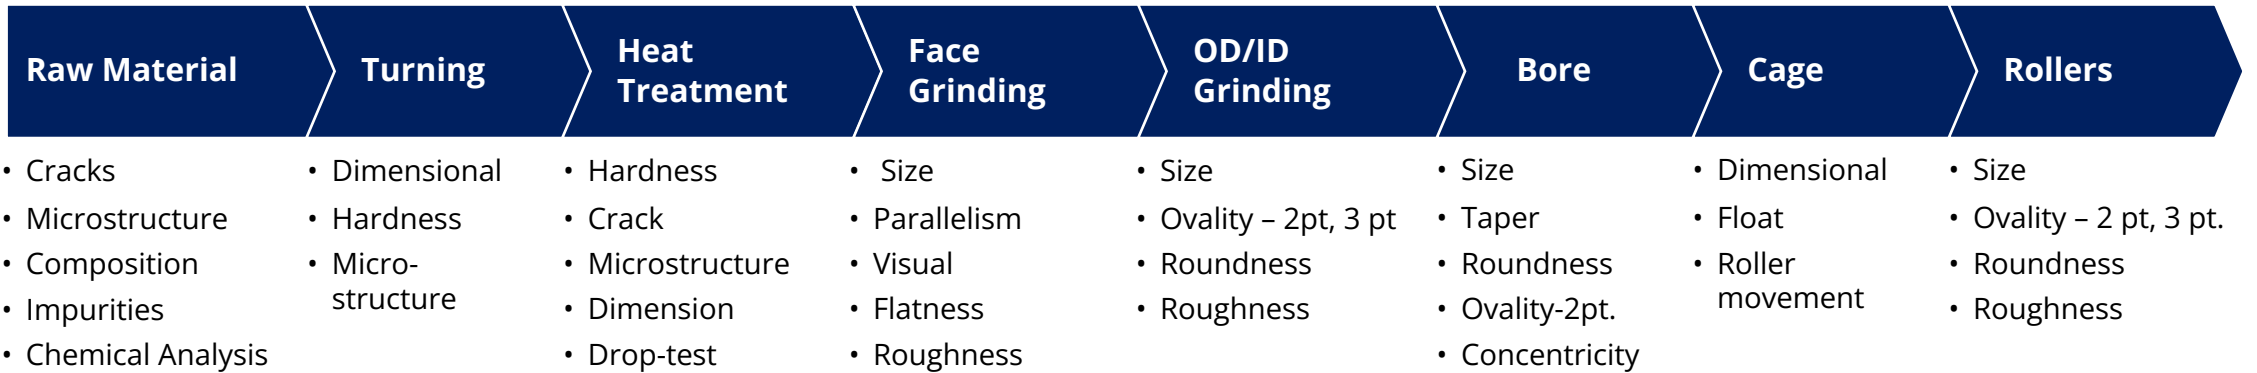 Raw Material
Turning
Heat
Treatment
Face
Grinding
OD/ID
Grinding
Bore
Cage
Rollers
• Cracks
• Microstructure
• Composition
• Impurities
• Chemical Analysis
• Dimensional
• Hardness
• Micro-
structure
• Hardness
• Crack
• Microstructure
• Dimension
• Drop-test
• Size
• Parallelism
• Visual
• Flatness
• Roughness
• Size
• Ovality – 2pt, 3 pt
• Roundness
• Roughness
• Size
• Taper
• Roundness
• Ovality-2pt.
• Concentricity
• Dimensional
• Float
• Roller
movement
• Size
• Ovality – 2 pt, 3 pt.
• Roundness
• Roughness